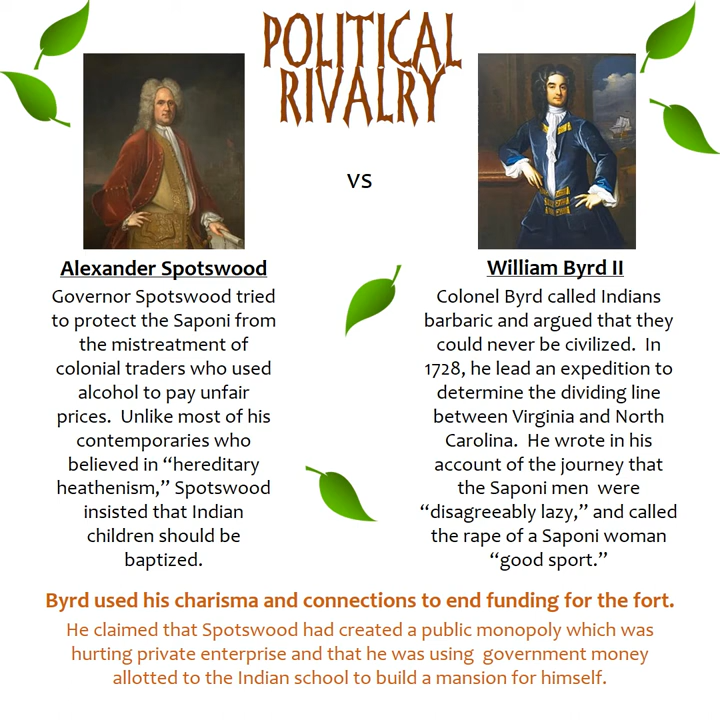 POLITICAL
RIVALRY
vs
Alexander Spotswood
Governor Spotswood tried
to protect the Saponi from
the mistreatment of
colonial traders who used
alcohol to pay unfair
prices.  Unlike most of his
contemporaries who
believed in “hereditary
heathenism,” Spotswood
insisted that Indian
children should be
baptized.
William Byrd II
Colonel Byrd called Indians
barbaric and argued that they
could never be civilized.  In
1728, he lead an expedition to
determine the dividing line
between Virginia and North
Carolina.  He wrote in his
account of the journey that
the Saponi men  were
“disagreeably lazy,” and called
the rape of a Saponi woman
“good sport.”
Byrd used his charisma and connections to end funding for the fort.
He claimed that Spotswood had created a public monopoly which was
hurting private enterprise and that he was using  government money
allotted to the Indian school to build a mansion for himself.